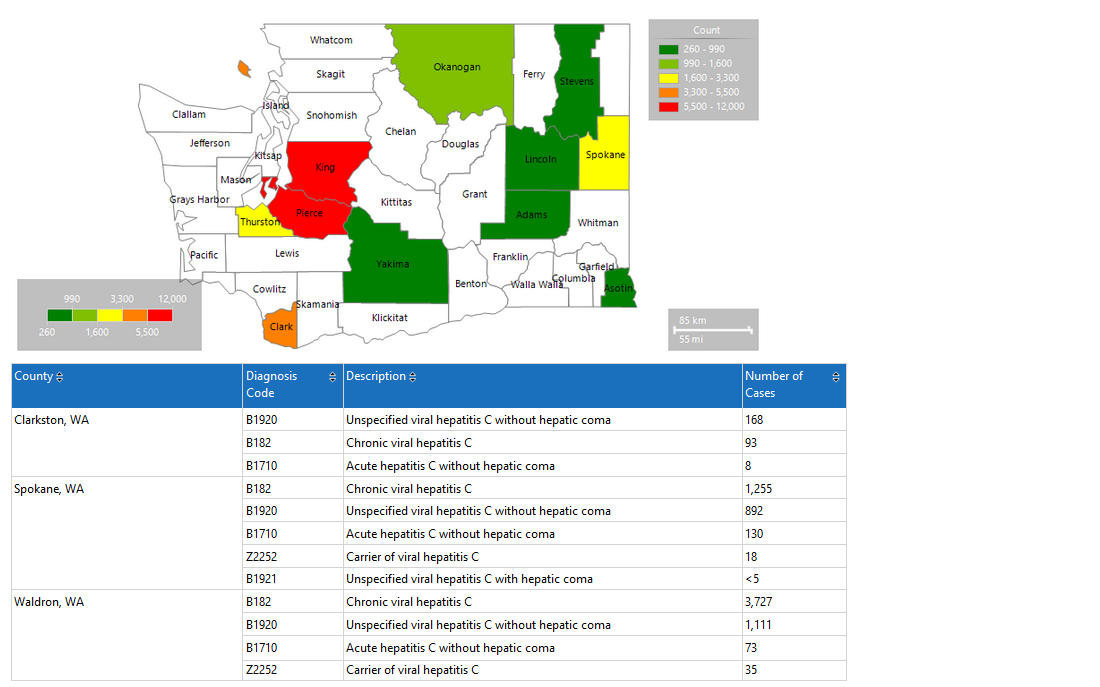 Whatcom
Skagit
Okanogan
Ferry
Stevens
Island
Clallam
Snohomish
Chelan
Jefferson
Douglas
Kitsap
Lincoln
Spokane
King
Mason
Grant
Grays Harbor
Kittitas
Pierce
Adams
Thurston
Whitman
Pacific
Lewis
Yakima
Franklin
Garfield
Columbia
Benton
Walla Walla
Asotin
Cowlitz
Skamania
Klickitat
Clark
Count
260 - 990
990 - 1,600
1,600 - 3,300
3,300 - 5,500
5,500 - 12,000
990 3,300 12,000
260 1,600 5,500
85 km
55 mi
County Diagnosis Code Description Number of Cases
Clarkston, WA B1920 Unspecified viral hepatitis C without hepatic coma 168
B182 Chronic viral hepatitis C 93
B1710 Acute hepatitis C without hepatic coma 8
Spokane, WA B182 Chronic viral hepatitis C 1,255
B1920 Unspecified viral hepatitis C without hepatic coma 892
B1710 Acute hepatitis C without hepatic coma 130
Z2252 Carrier of viral hepatitis C 18
B1921 Unspecified viral hepatitis C with hepatic coma <5
Waldron, WA B182 Chronic viral hepatitis C 3,727
B1920 Unspecified viral hepatitis C without hepatic coma 1,111
B1710 Acute hepatitis C without hepatic coma 73
Z2252 Carrier of viral hepatitis C 35